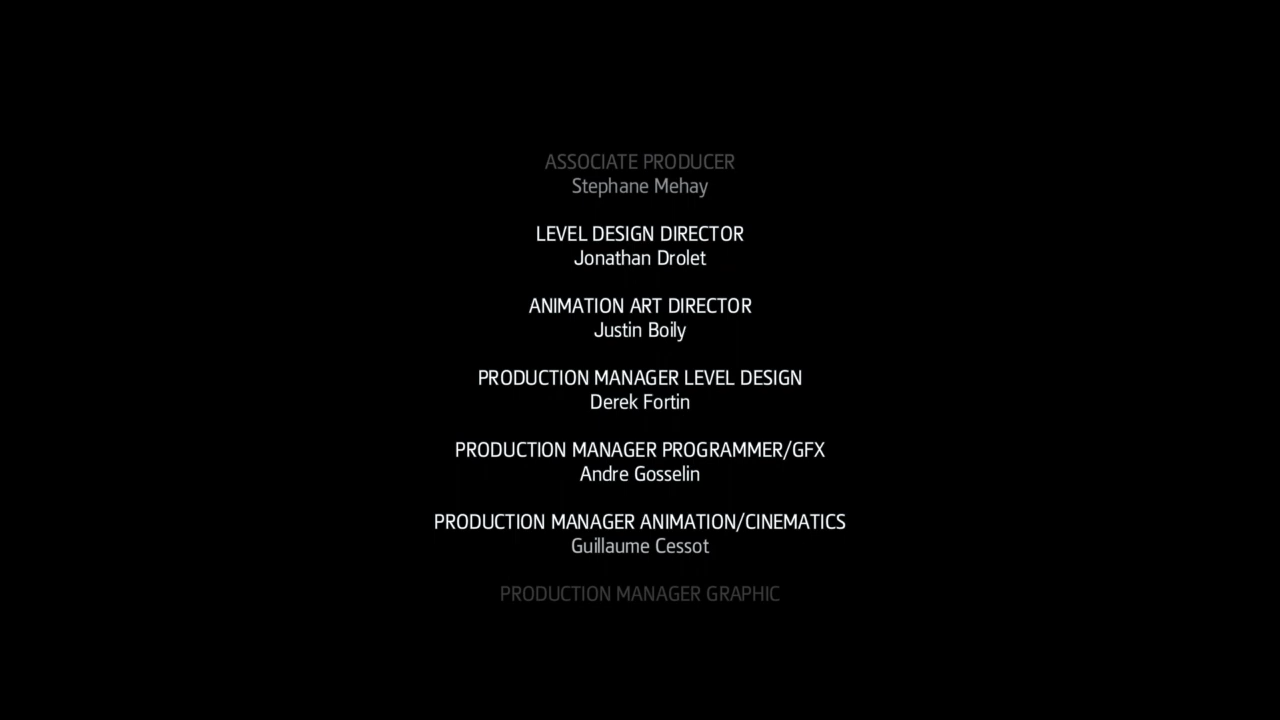 ASSOCIATE PRODUCER
Stephane Mehay
LEVEL DESIGN DIRECTOR
Jonathan Drolet
ANIMATION ART DIRECTOR
Justin Boily
PRODUCTION MANAGER LEVEL DESIGN
Derek Fortin
PRODUCTION MANAGER PROGRAMMER/GFX
Andre Gosselin
PRODUCTION MANAGER ANIMATION/CINEMATICS
Guillaume Cessot
PRODUCTION MANAGER GRAPHIC